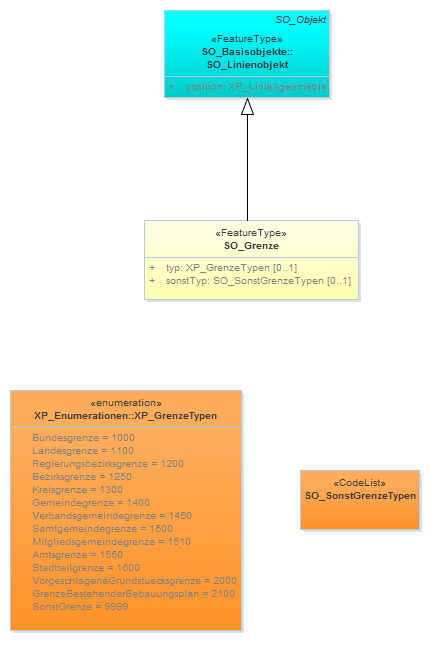 SO_Objekt
«FeatureType»
SO_Basisobjekte::
SO_Linienobjekt
+ position: XP_Liniengeometrie
«FeatureType»
SO_Grenze
+ typ: XP_GrenzeTypen [0..1]
+ sonstTyp: SO_SonstGrenzeTypen [0..1]
«enumeration»
XP_Enumerationen::XP_GrenzeTypen
Bundesgrenze = 1000
Landesgrenze = 1100
Regierungsbezirksgrenze = 1200
Bezirksgrenze = 1250
Kreisgrenze = 1300
Gemeindegrenze = 1400
Verbandsgemeindegrenze = 1450
Samtgemeindegrenze = 1500
Mitgliedsgemeindegrenze = 1510
Amtsgrenze = 1550
Stadtteilgrenze = 1600
VorgeschlageneGrundstuecksgrenze = 2000
GrenzeBestehenderBebauungsplan = 2100
SonstGrenze = 9999
«CodeList»
SO_SonstGrenzeTypen